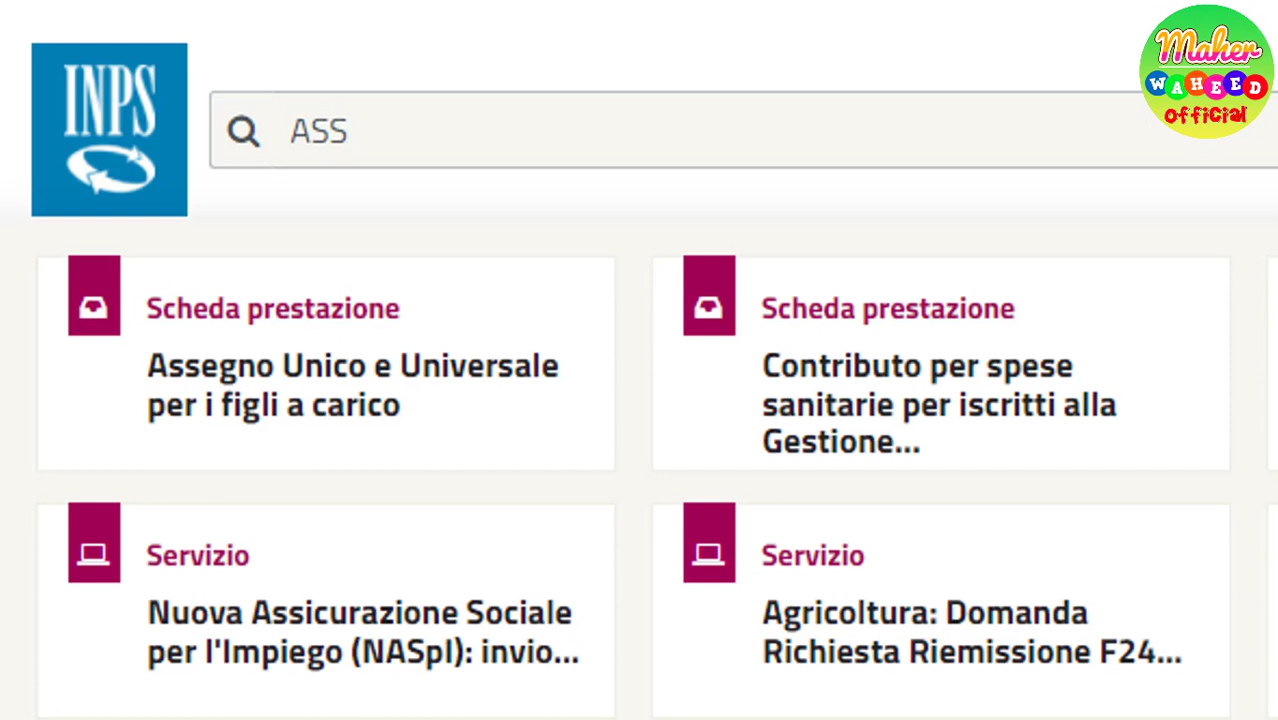 INPS
ASS
Maher
WAHEED
Official
Scheda prestazione
Assegno Unico e Universale
per i figli a carico
Scheda prestazione
Contributo per spese
sanitarie per iscritti alla
Gestione...
Servizio
Nuova Assicurazione Sociale
per l'Impiego (NASpI): invio...
Servizio
Agricoltura: Domanda
Richiesta Riemissione F24...